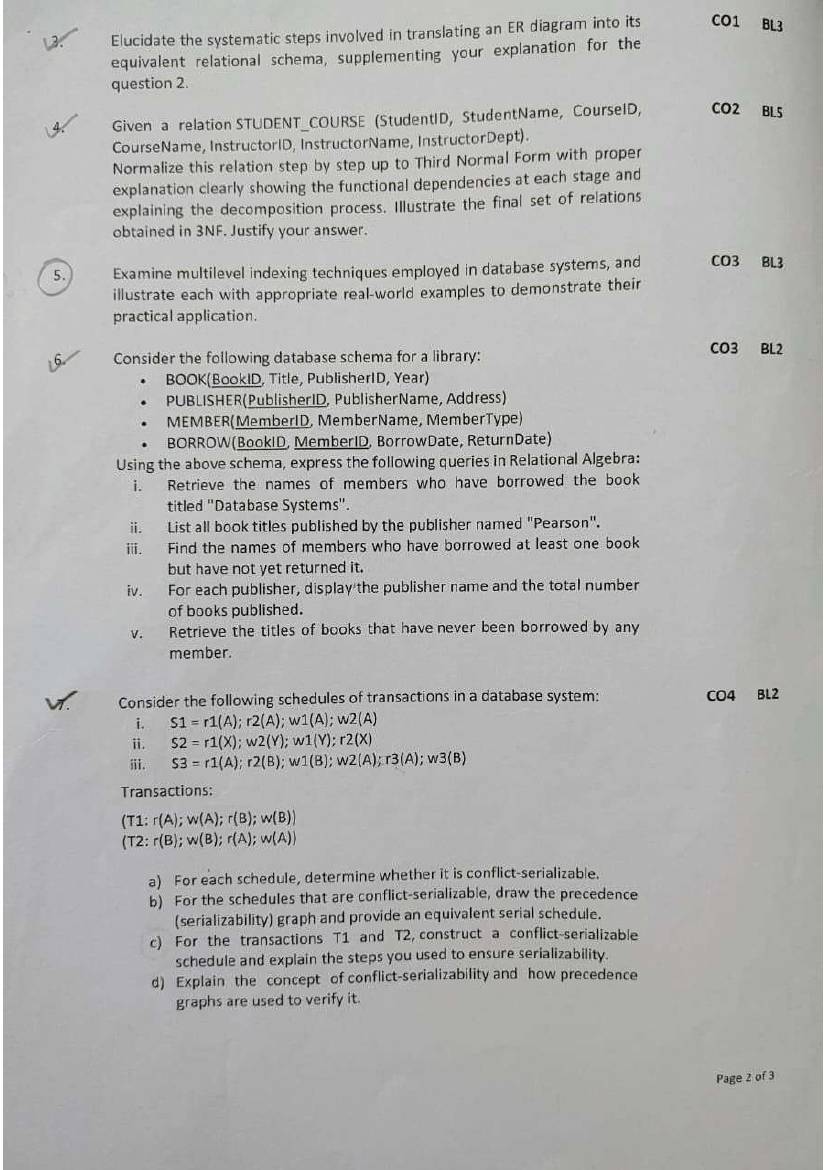 3. Elucidate the systematic steps involved in translating an ER diagram into its CO1 BL3
equivalent relational schema, supplementing your explanation for the
question 2.
4. Given a relation STUDENT_COURSE (StudentID, StudentName, CourseID, CO2 BL5
CourseName, InstructorID, InstructorName, InstructorDept).
Normalize this relation step by step up to Third Normal Form with proper
explanation clearly showing the functional dependencies at each stage and
explaining the decomposition process. Illustrate the final set of relations
obtained in 3NF. Justify your answer.
5. Examine multilevel indexing techniques employed in database systems, and CO3 BL3
illustrate each with appropriate real-world examples to demonstrate their
practical application.
6. Consider the following database schema for a library: CO3 BL2
• BOOK(BookID, Title, PublisherID, Year)
• PUBLISHER(PublisherID, PublisherName, Address)
• MEMBER(MemberID, MemberName, MemberType)
• BORROW(BookID, MemberID, BorrowDate, ReturnDate)
Using the above schema, express the following queries in Relational Algebra:
i. Retrieve the names of members who have borrowed the book
titled "Database Systems".
ii. List all book titles published by the publisher named "Pearson".
iii. Find the names of members who have borrowed at least one book
but have not yet returned it.
iv. For each publisher, display the publisher name and the total number
of books published.
v. Retrieve the titles of books that have never been borrowed by any
member.
7. Consider the following schedules of transactions in a database system: CO4 BL2
i. S1 = r1(A); r2(A); w1(A); w2(A)
ii. S2 = r1(X); w2(Y); w1(Y); r2(X)
iii. S3 = r1(A); r2(B); w1(B); w2(A); r3(A); w3(B)
Transactions:
(T1: r(A); w(A); r(B); w(B))
(T2: r(B); w(B); r(A); w(A))
a) For each schedule, determine whether it is conflict-serializable.
b) For the schedules that are conflict-serializable, draw the precedence
(serializability) graph and provide an equivalent serial schedule.
c) For the transactions T1 and T2, construct a conflict-serializable
schedule and explain the steps you used to ensure serializability.
d) Explain the concept of conflict-serializability and how precedence
graphs are used to verify it.
Page 2 of 3